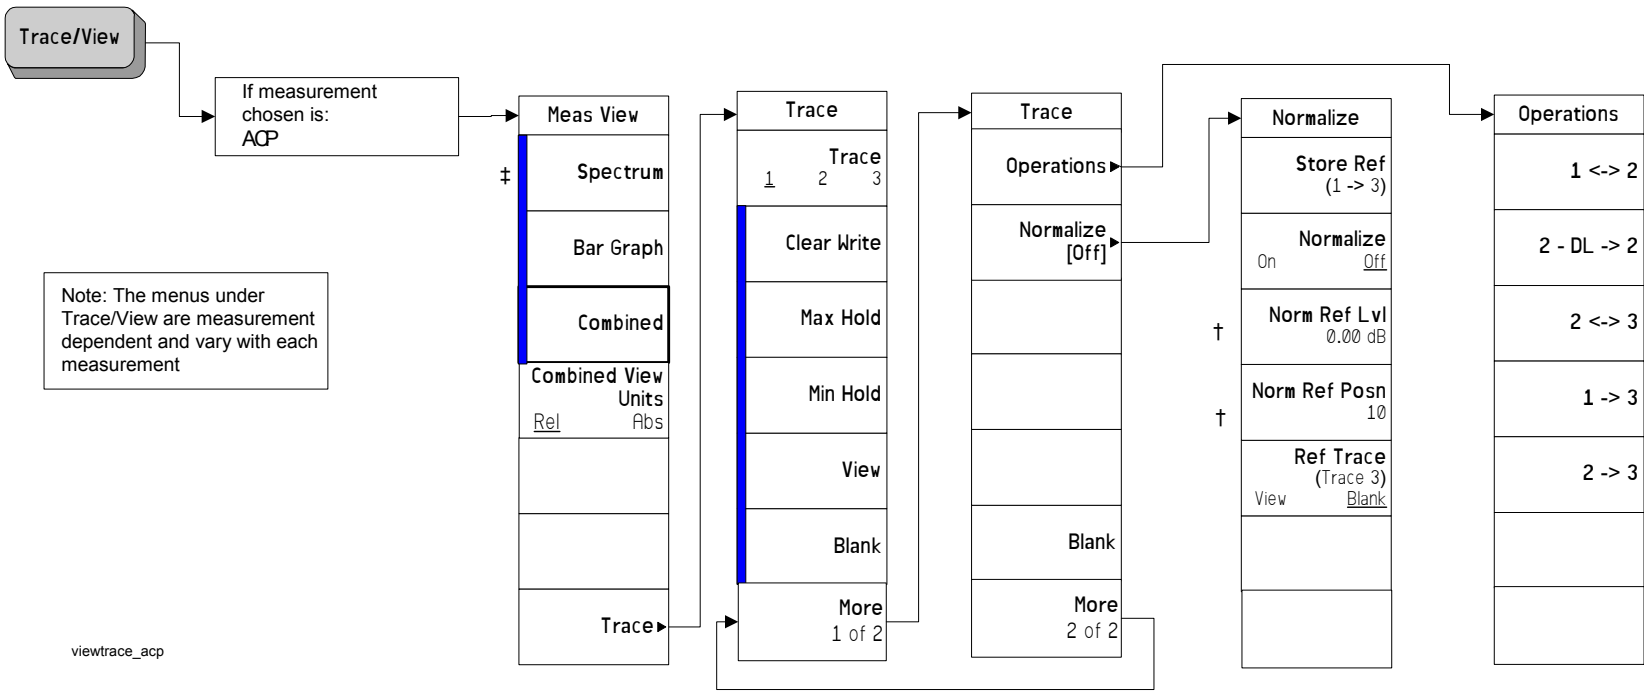 Trace/View
If measurement
chosen is:
ACP
Note: The menus under
Trace/View are measurement
dependent and vary with each
measurement
viewtrace_acp
Meas View
‡
Spectrum
Bar Graph
Combined
Combined View
Units
Rel Abs
Trace
Trace
Trace
1 2 3
Clear Write
Max Hold
Min Hold
View
Blank
More
1 of 2
Trace
Operations
Normalize
[Off]
Blank
More
2 of 2
Normalize
Store Ref
(1 -> 3)
Normalize
On Off
†
Norm Ref Lvl
0.00 dB
†
Norm Ref Posn
10
Ref Trace
(Trace 3)
View Blank
Operations
1 <-> 2
2 - DL -> 2
2 <-> 3
1 -> 3
2 -> 3